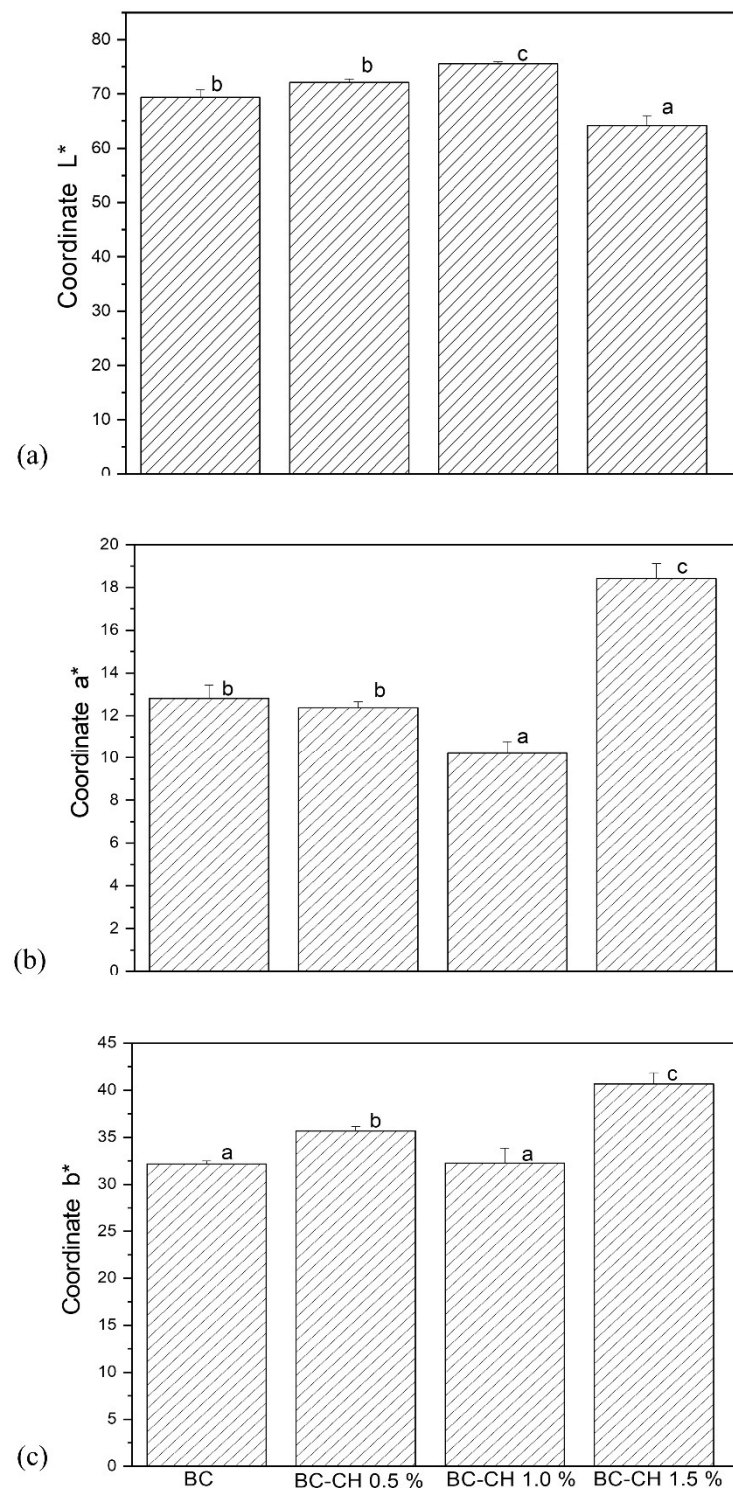 80
70
60
50
40
30
20
10
0
Coordinate L*
b
b
c
a
(a)
20
18
16
14
12
10
8
6
4
2
0
Coordinate a*
b
b
a
c
(b)
45
40
35
30
25
20
15
10
5
0
Coordinate b*
a
b
a
c
(c)
BC BC-CH 0.5 % BC-CH 1.0 % BC-CH 1.5 %